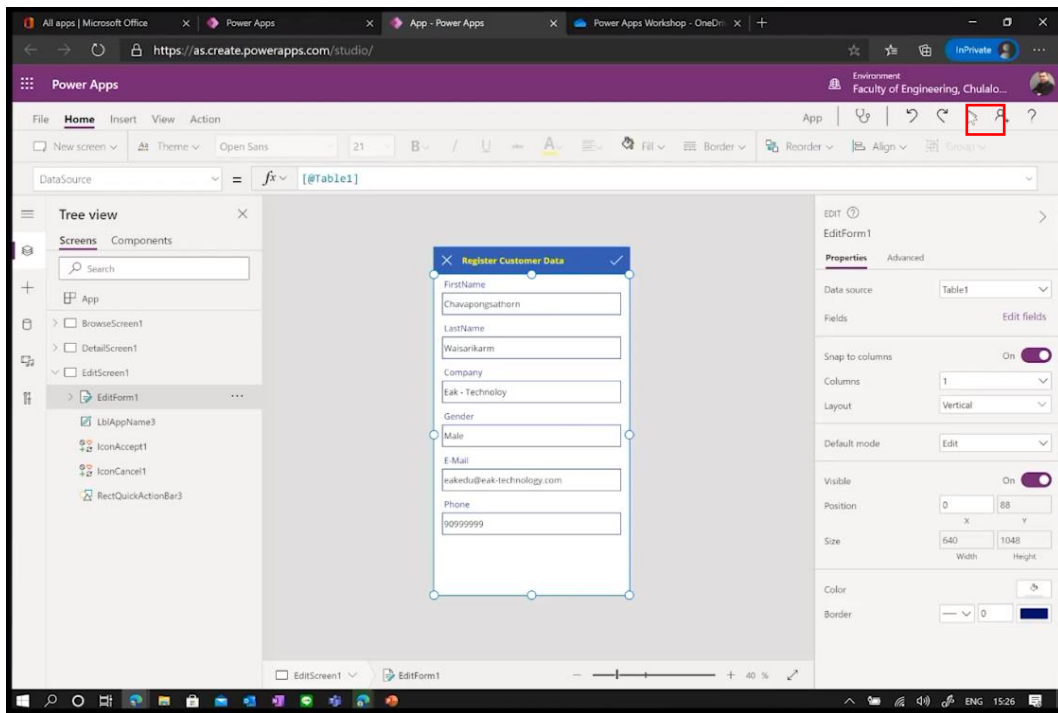 All apps | Microsoft Office
Power Apps
App - Power Apps
Power Apps Workshop - OneDri
https://as.create.powerapps.com/studio/
InPrivate
Power Apps
Environment
Faculty of Engineering, Chulalo...
File Home Insert View Action
App
New screen
Theme
Open Sans
21
B
I
U
abc
A
Fill
Border
Reorder
Align
Group
DataSource
= fx [@Table1]
Tree view
Screens Components
Search
App
BrowseScreen1
DetailScreen1
EditScreen1
EditForm1
LblAppName3
IconAccept1
IconCancel1
RectQuickActionBar3
Register Customer Data
FirstName
Chavapongsathorn
LastName
Waisarikarm
Company
Eak - Technoloy
Gender
Male
E-Mail
eakedu@eak-technology.com
Phone
90999999
EDIT
EditForm1
Properties Advanced
Data source Table1
Fields Edit fields
Snap to columns On
Columns 1
Layout Vertical
Default mode Edit
Visible On
Position 0 88
X Y
Size 640 1048
Width Height
Color
Border 0
EditScreen1 EditForm1
40 %
ENG 15:26